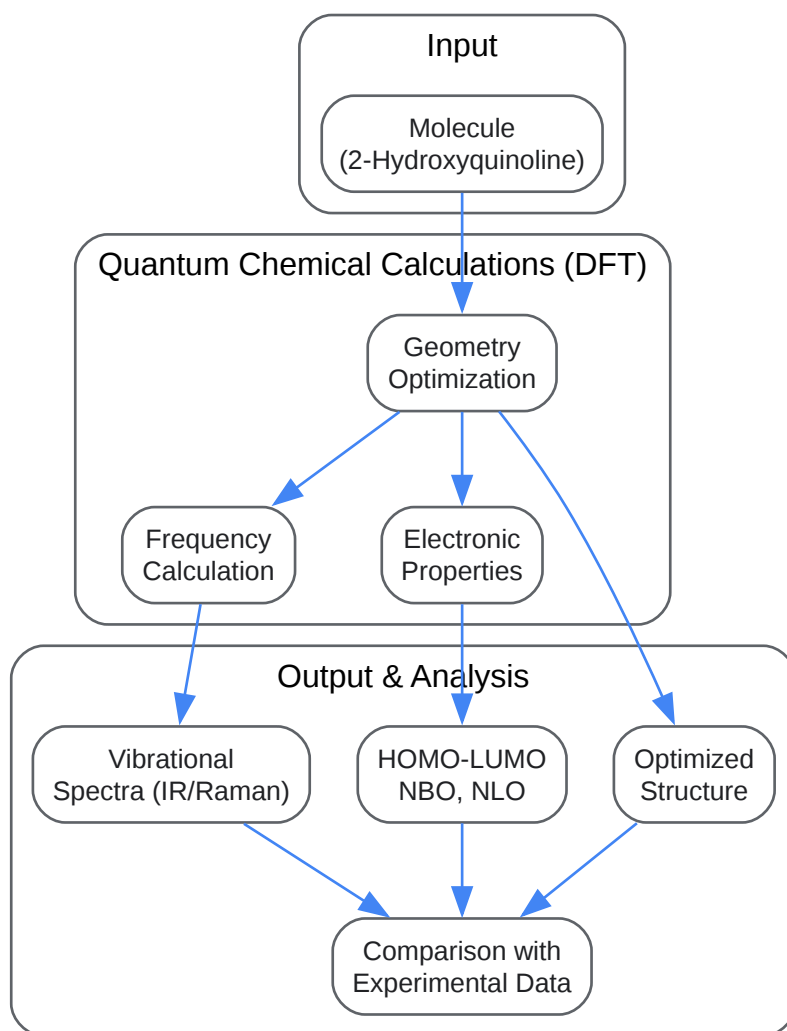 Input
Molecule
(2-Hydroxyquinoline)
Quantum Chemical Calculations (DFT)
Geometry
Optimization
Frequency
Calculation
Electronic
Properties
Output & Analysis
Vibrational
Spectra (IR/Raman)
HOMO-LUMO
NBO, NLO
Optimized
Structure
Comparison with
Experimental Data